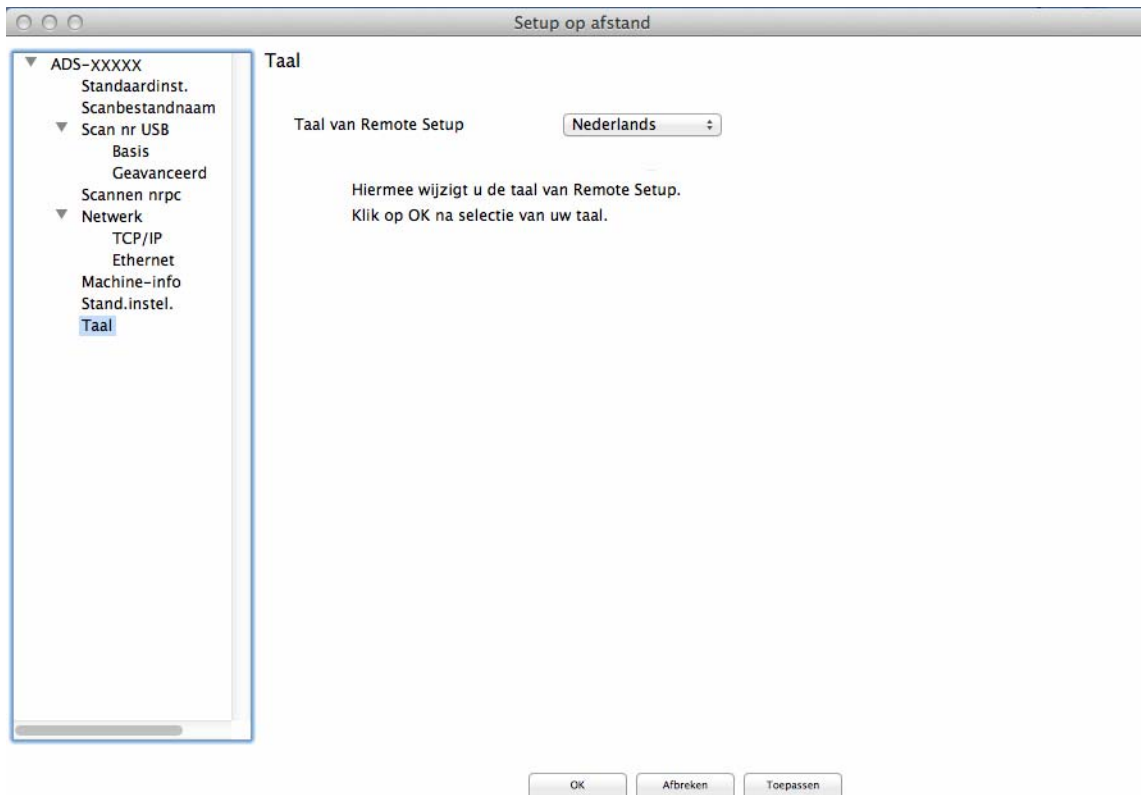 Setup op afstand
ADS-XXXXX
Standaardinst.
Scanbestandnaam
Scan nr USB
Basis
Geavanceerd
Scannen nrpc
Netwerk
TCP/IP
Ethernet
Machine-info
Stand.instel.
Taal
Taal
Taal van Remote Setup
Nederlands
Hiermee wijzigt u de taal van Remote Setup.
Klik op OK na selectie van uw taal.
OK
Afbreken
Toepassen